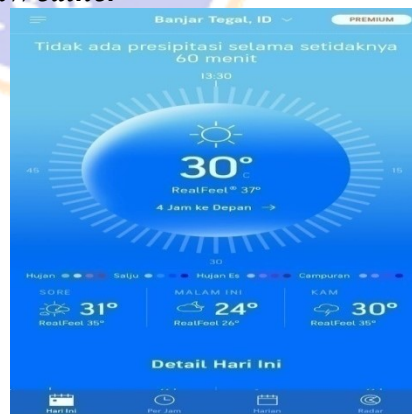 Banjar Tegal, ID
PREMIUM
Tidak ada presipitasi selama setidaknya
60 menit
13:30
45
15
30°
C
RealFeel® 37°
4 Jam ke Depan →
30
Hujan Salju Hujan Es Campuran
SORE MALAM INI KAM
31° 24° 30°
RealFeel 35° RealFeel 26° RealFeel 35°
Detail Hari Ini
Hari Ini Per Jam Harian Radar